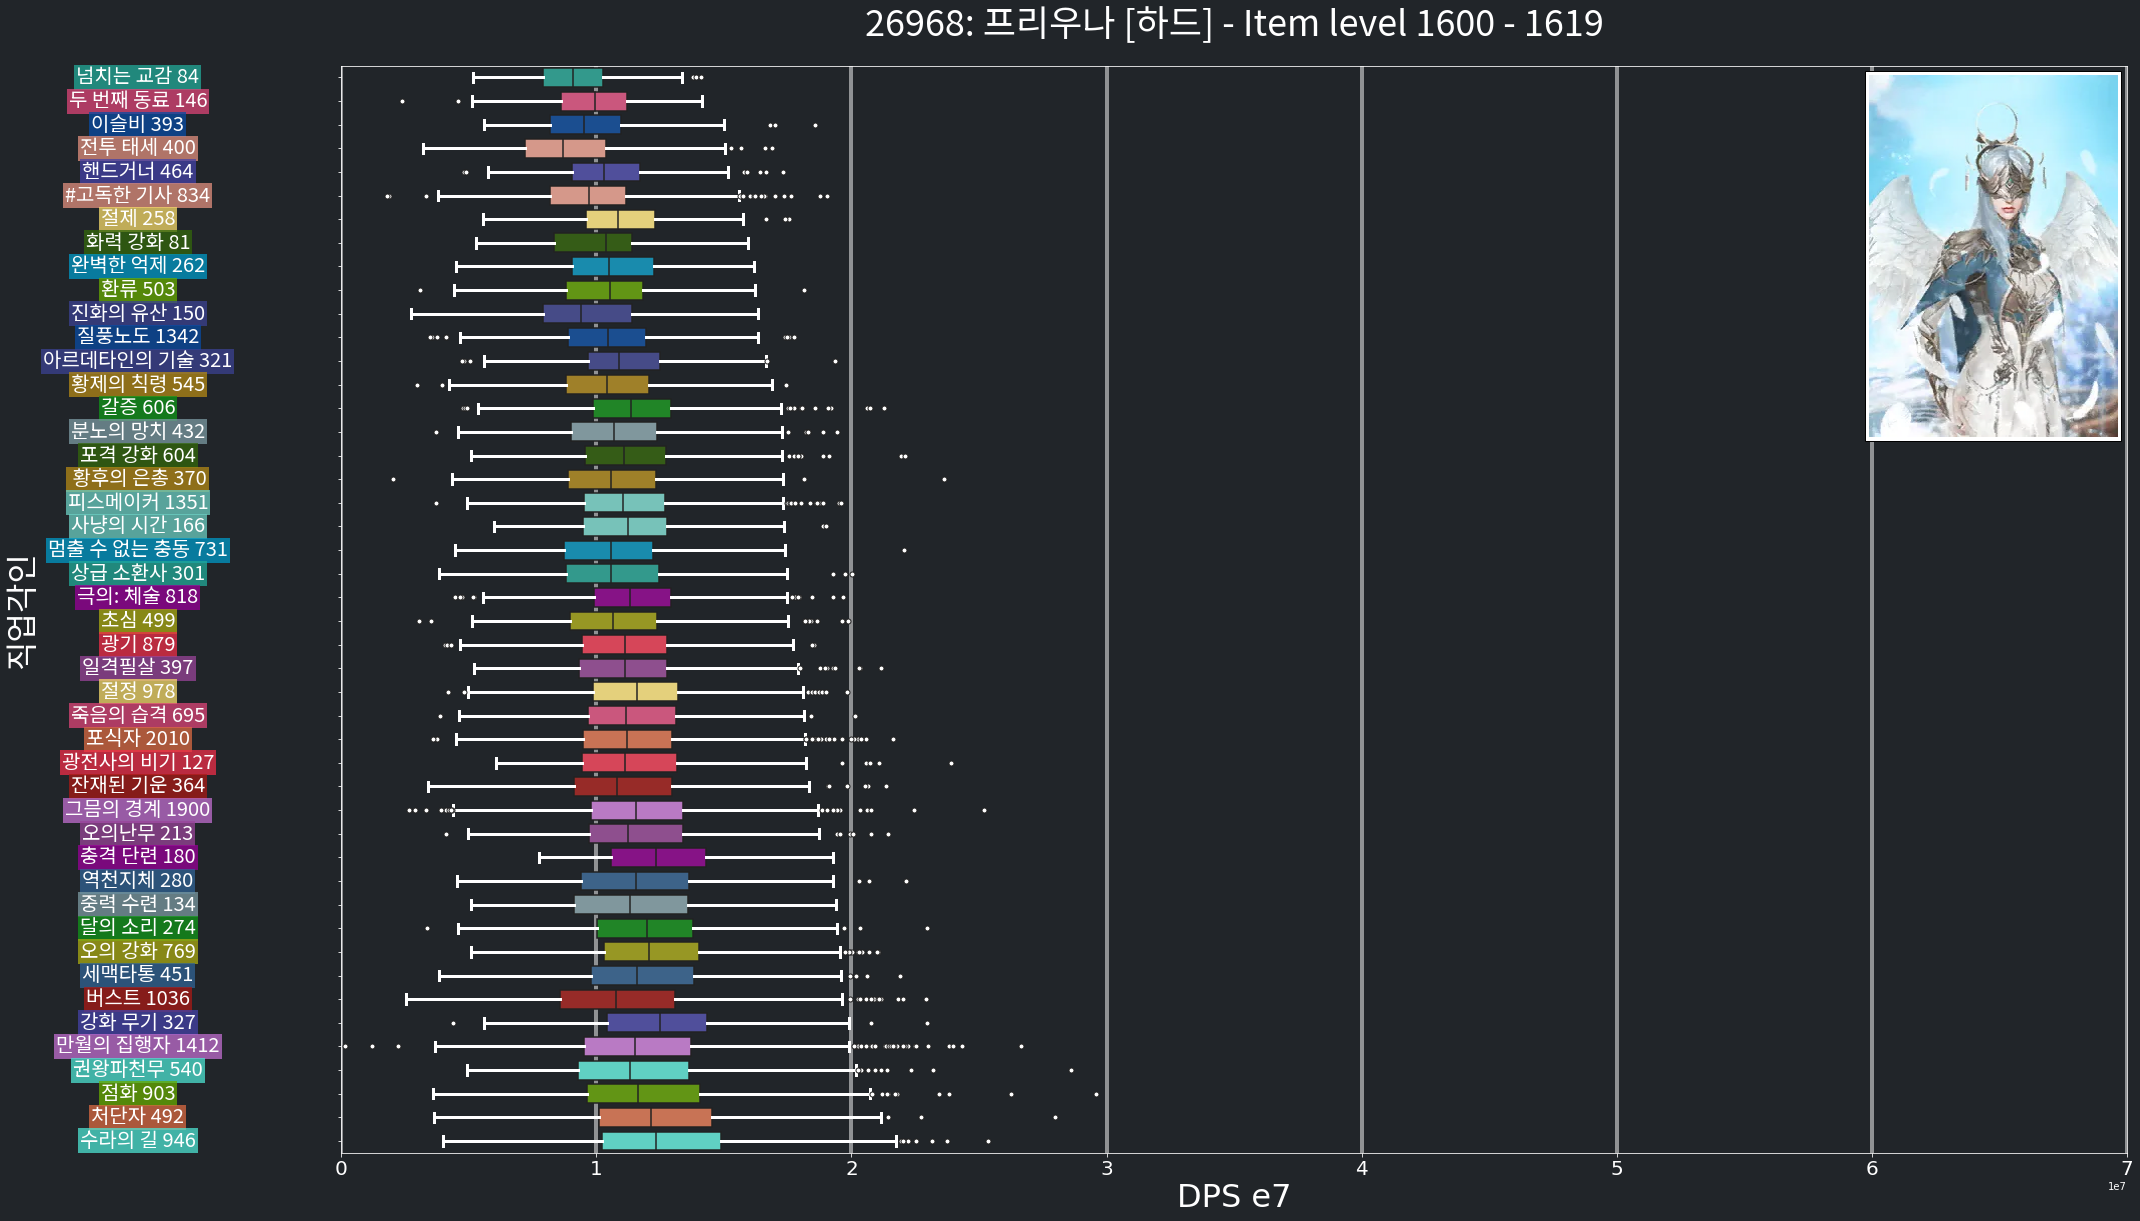 26968: 프리우나 [하드] - Item level 1600 - 1619
넘치는 교감 84
두 번째 동료 146
이슬비 393
전투 태세 400
핸드거너 464
#고독한 기사 834
절제 258
화력 강화 81
완벽한 억제 262
환류 503
진화의 유산 150
질풍노도 1342
아르데타인의 기술 321
황제의 칙령 545
갈증 606
분노의 망치 432
포격 강화 604
황후의 은총 370
피스메이커 1351
사냥의 시간 166
멈출 수 없는 충동 731
상급 소환사 301
극의: 체술 818
초심 499
광기 879
일격필살 397
절정 978
죽음의 습격 695
포식자 2010
광전사의 비기 127
잔재된 기운 364
그믐의 경계 1900
오의난무 213
충격 단련 180
역천지체 280
중력 수련 134
달의 소리 274
오의 강화 769
세맥타통 451
버스트 1036
강화 무기 327
만월의 집행자 1412
권왕파천무 540
점화 903
처단자 492
수라의 길 946
직업각인
0 1 2 3 4 5 6 7
DPS e7
1e7